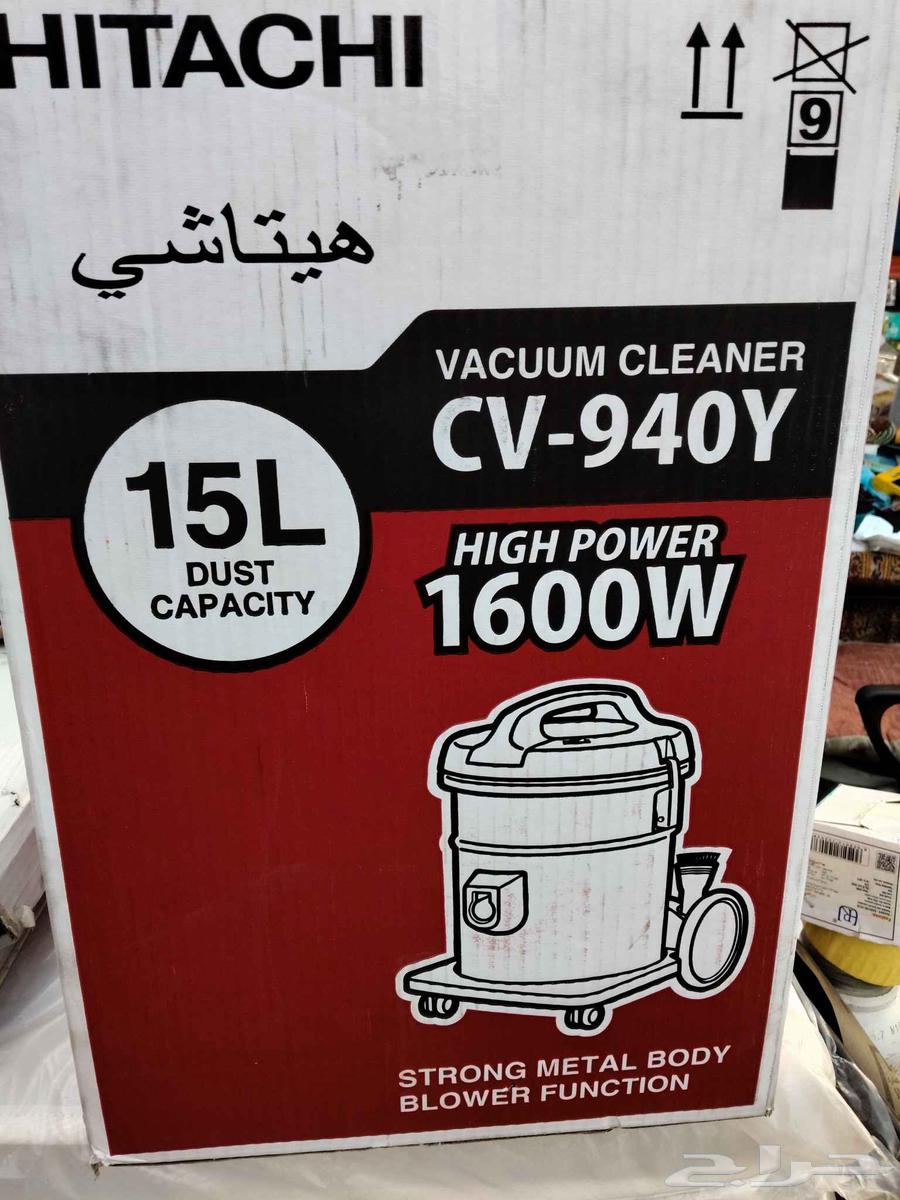 HITACHI
9
هيتاشي
VACUUM CLEANER
CV-940Y
15L
DUST
CAPACITY
HIGH POWER
1600W
STRONG METAL BODY
BLOWER FUNCTION
حراج